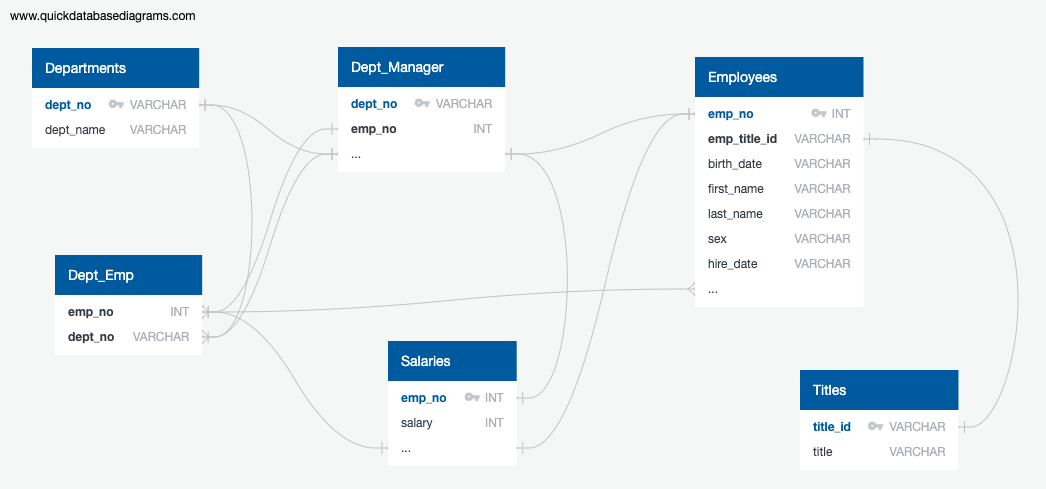 www.quickdatabasediagrams.com
Departments
dept_no VARCHAR
dept_name VARCHAR
Dept_Manager
dept_no VARCHAR
emp_no INT
...
Employees
emp_no INT
emp_title_id VARCHAR
birth_date VARCHAR
first_name VARCHAR
last_name VARCHAR
sex VARCHAR
hire_date VARCHAR
...
Dept_Emp
emp_no INT
dept_no VARCHAR
Salaries
emp_no INT
salary INT
...
Titles
title_id VARCHAR
title VARCHAR